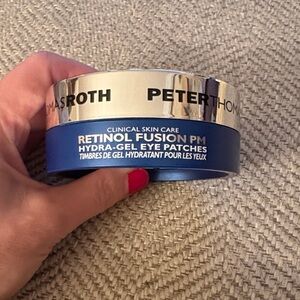 MASROTH PETERTHOM
CLINICAL SKIN CARE
RETINOL FUSION PM
HYDRA-GEL EYE PATCHES
TIMBRES DE GEL HYDRATANT POUR LES YEUX